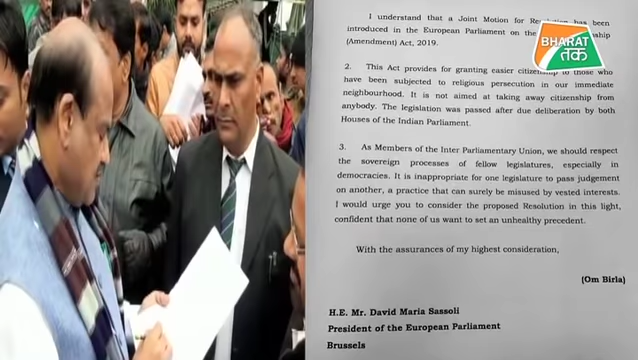 BHARAT
तक
I understand that a Joint Motion for Resolution has been
introduced in the European Parliament on the
(Amendment) Act, 2019.
2. This Act provides for granting easier citizenship to those who
have been subjected to religious persecution in our immediate
neighbourhood. It is not aimed at taking away citizenship from
anybody. The legislation was passed after due deliberation by both
Houses of the Indian Parliament.
3. As Members of the Inter Parliamentary Union, we should respect
the sovereign processes of fellow legislatures, especially in
democracies. It is inappropriate for one legislature to pass judgement
on another, a practice that can surely be misused by vested interests.
I would urge you to consider the proposed Resolution in this light,
confident that none of us want to set an unhealthy precedent.
With the assurances of my highest consideration,
(Om Birla)
H.E. Mr. David Maria Sassoli
President of the European Parliament
Brussels